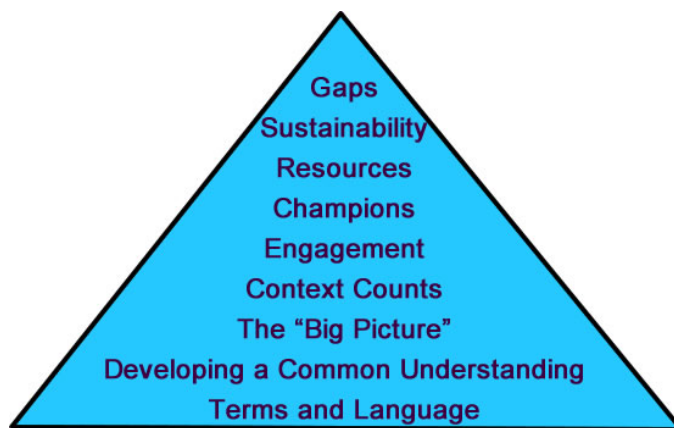 Gaps
Sustainability
Resources
Champions
Engagement
Context Counts
The “Big Picture”
Developing a Common Understanding
Terms and Language